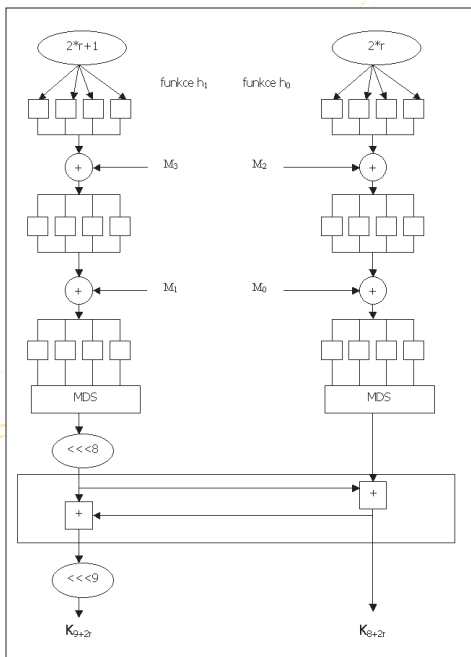 2*r+1 2*r
funkce h₁ funkce h₀
+ M₃ M₂ +
+ M₁ M₀ +
MDS MDS
<<<8
+
+
<<<9
K₉₊₂ᵣ K₈₊₂ᵣ